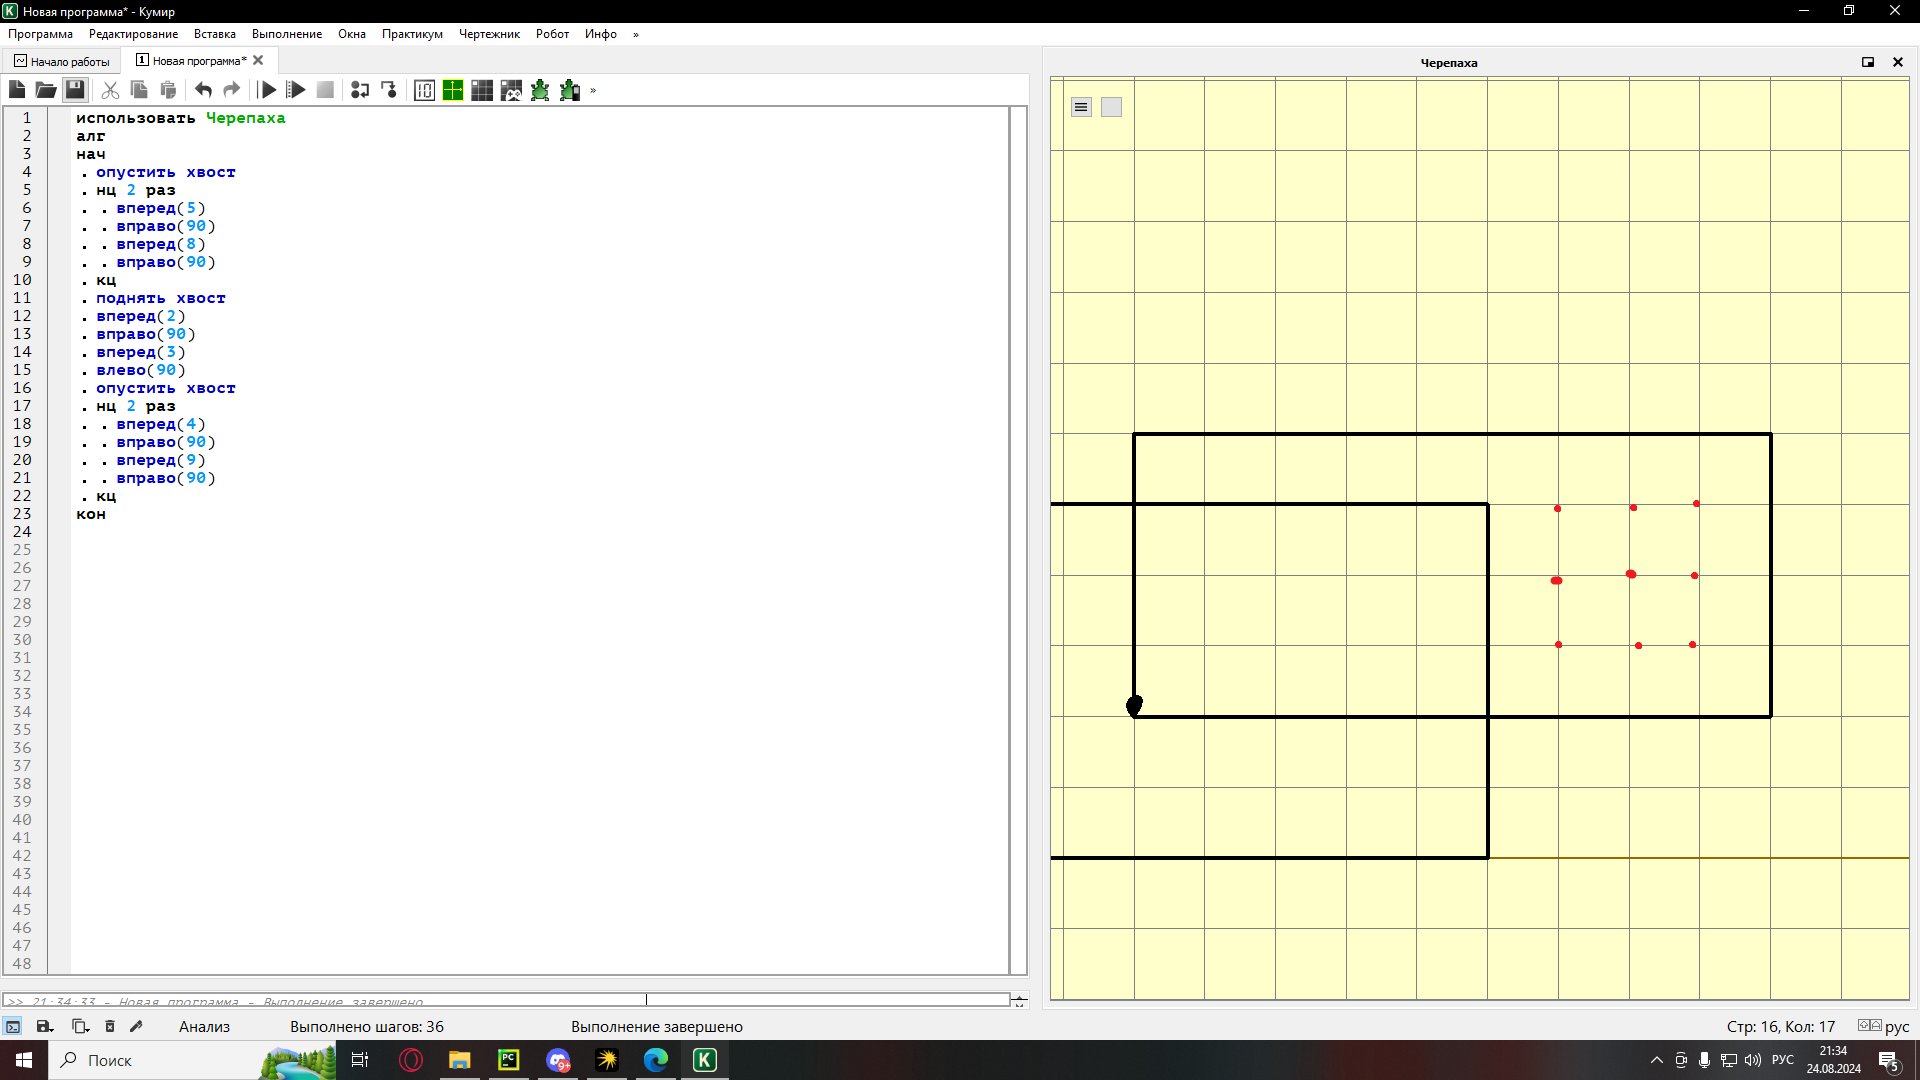 Новая программа* - Кумир
Программа Редактирование Вставка Выполнение Окна Практикум Чертежник Робот Инфо »
Начало работы
1 Новая программа*
Черепаха
»
1 использовать Черепаха
2 алг
3 нач
4 . опустить хвост
5 . нц 2 раз
6 . . вперед(5)
7 . . вправо(90)
8 . . вперед(8)
9 . . вправо(90)
10 . кц
11 . поднять хвост
12 . вперед(2)
13 . вправо(90)
14 . вперед(3)
15 . влево(90)
16 . опустить хвост
17 . нц 2 раз
18 . . вперед(4)
19 . . вправо(90)
20 . . вперед(9)
21 . . вправо(90)
22 . кц
23 кон
24
25
26
27
28
29
30
31
32
33
34
35
36
37
38
39
40
41
42
43
44
45
46
47
48
>> 21:34:33 - Новая программа - Выполнение завершено
Анализ Выполнено шагов: 36 Выполнение завершено Стр: 16, Кол: 17 рус
Поиск
PC
9+
K
РУС
21:34
24.08.2024
5